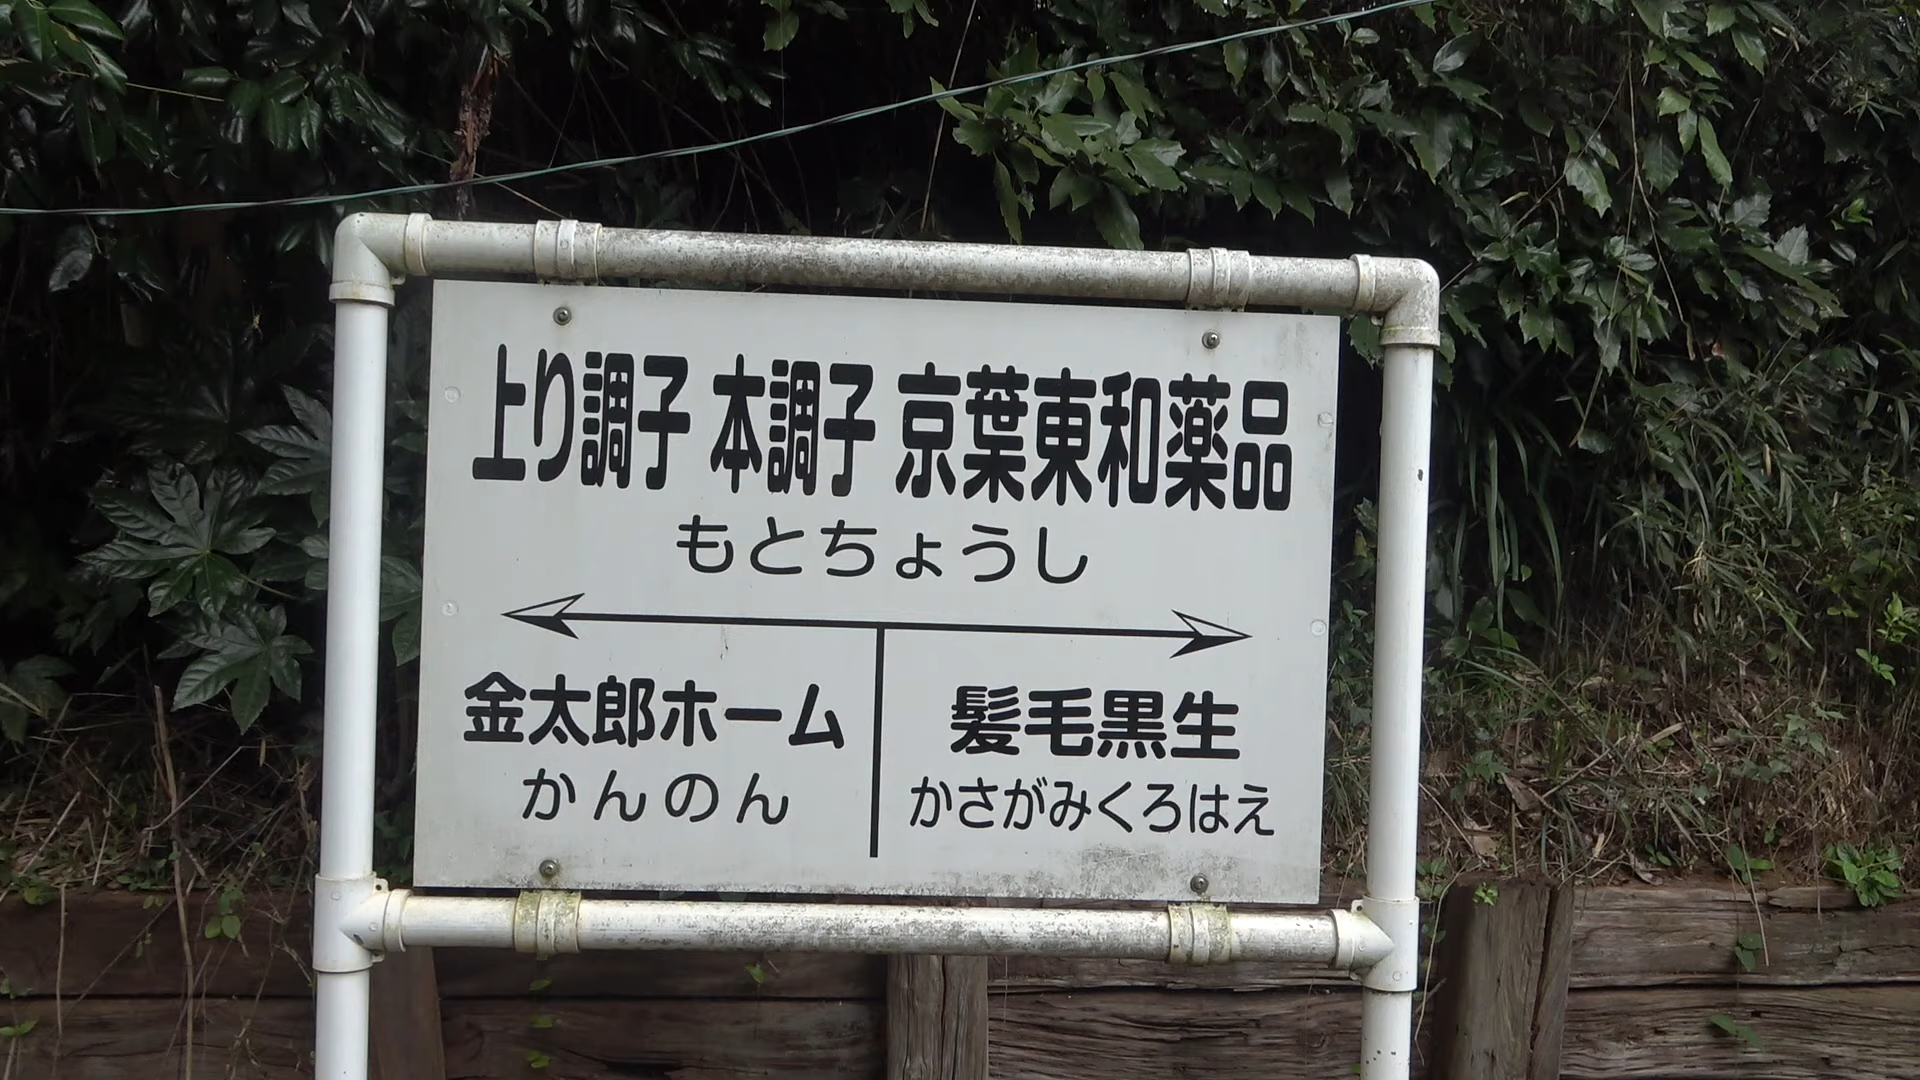 上り調子 本調子 京葉東和薬品
もとちょうし
金太郎ホーム
かんのん
髪毛黒生
かさがみくろはえ